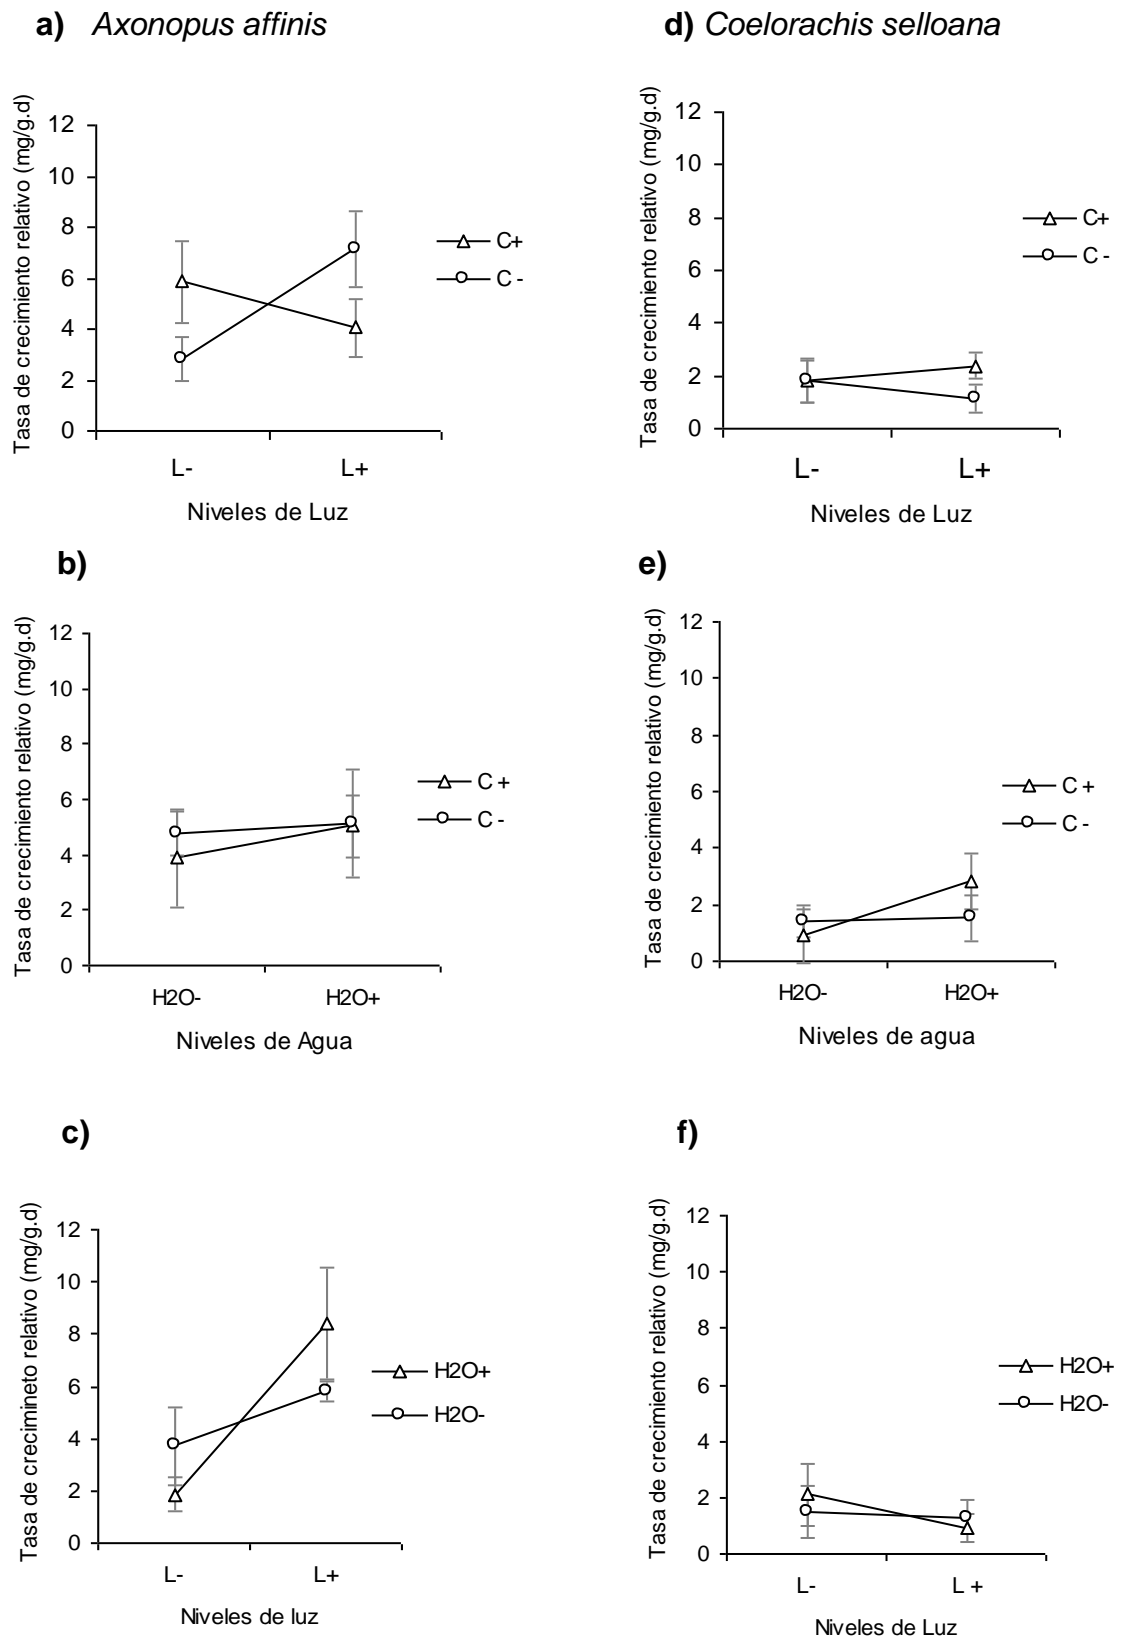 a) Axonopus affinis
d) Coelorachis selloana
Tasa de crecimiento relativo (mg/g.d)
12
10
8
6
4
2
0
L-
L+
Niveles de Luz
C+
C -
Tasa de crecimiento relativo (mg/g.d)
12
10
8
6
4
2
0
L-
L+
Niveles de Luz
C+
C -
b)
e)
Tasa de crecimiento relativo (mg/g.d)
12
10
8
6
4
2
0
H2O-
H2O+
Niveles de Agua
C +
C -
Tasa de crecimiento relativo (mg/g.d)
12
10
8
6
4
2
0
H2O-
H2O+
Niveles de agua
C +
C -
c)
f)
Tasa de crecimineto relativo (mg/g.d)
12
10
8
6
4
2
0
L-
L+
Niveles de luz
H2O+
H2O-
Tasa de crecimiento relativo (mg/g.d)
12
10
8
6
4
2
0
L-
L +
Niveles de Luz
H2O+
H2O-